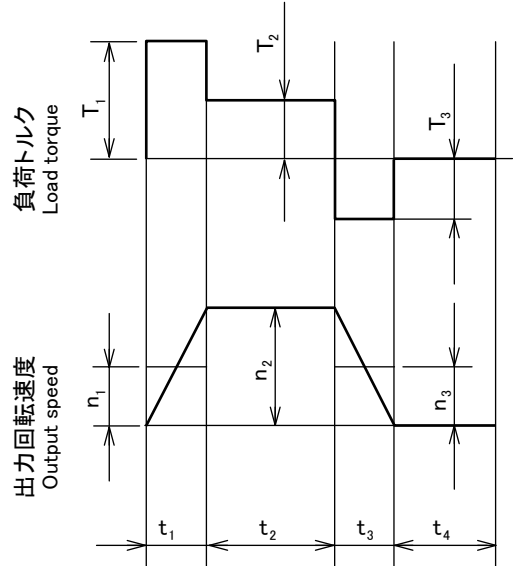 負荷トルク
Load torque
T₁
T₂
T₃
出力回転速度
Output speed
n₁
n₂
n₃
t₁
t₂
t₃
t₄